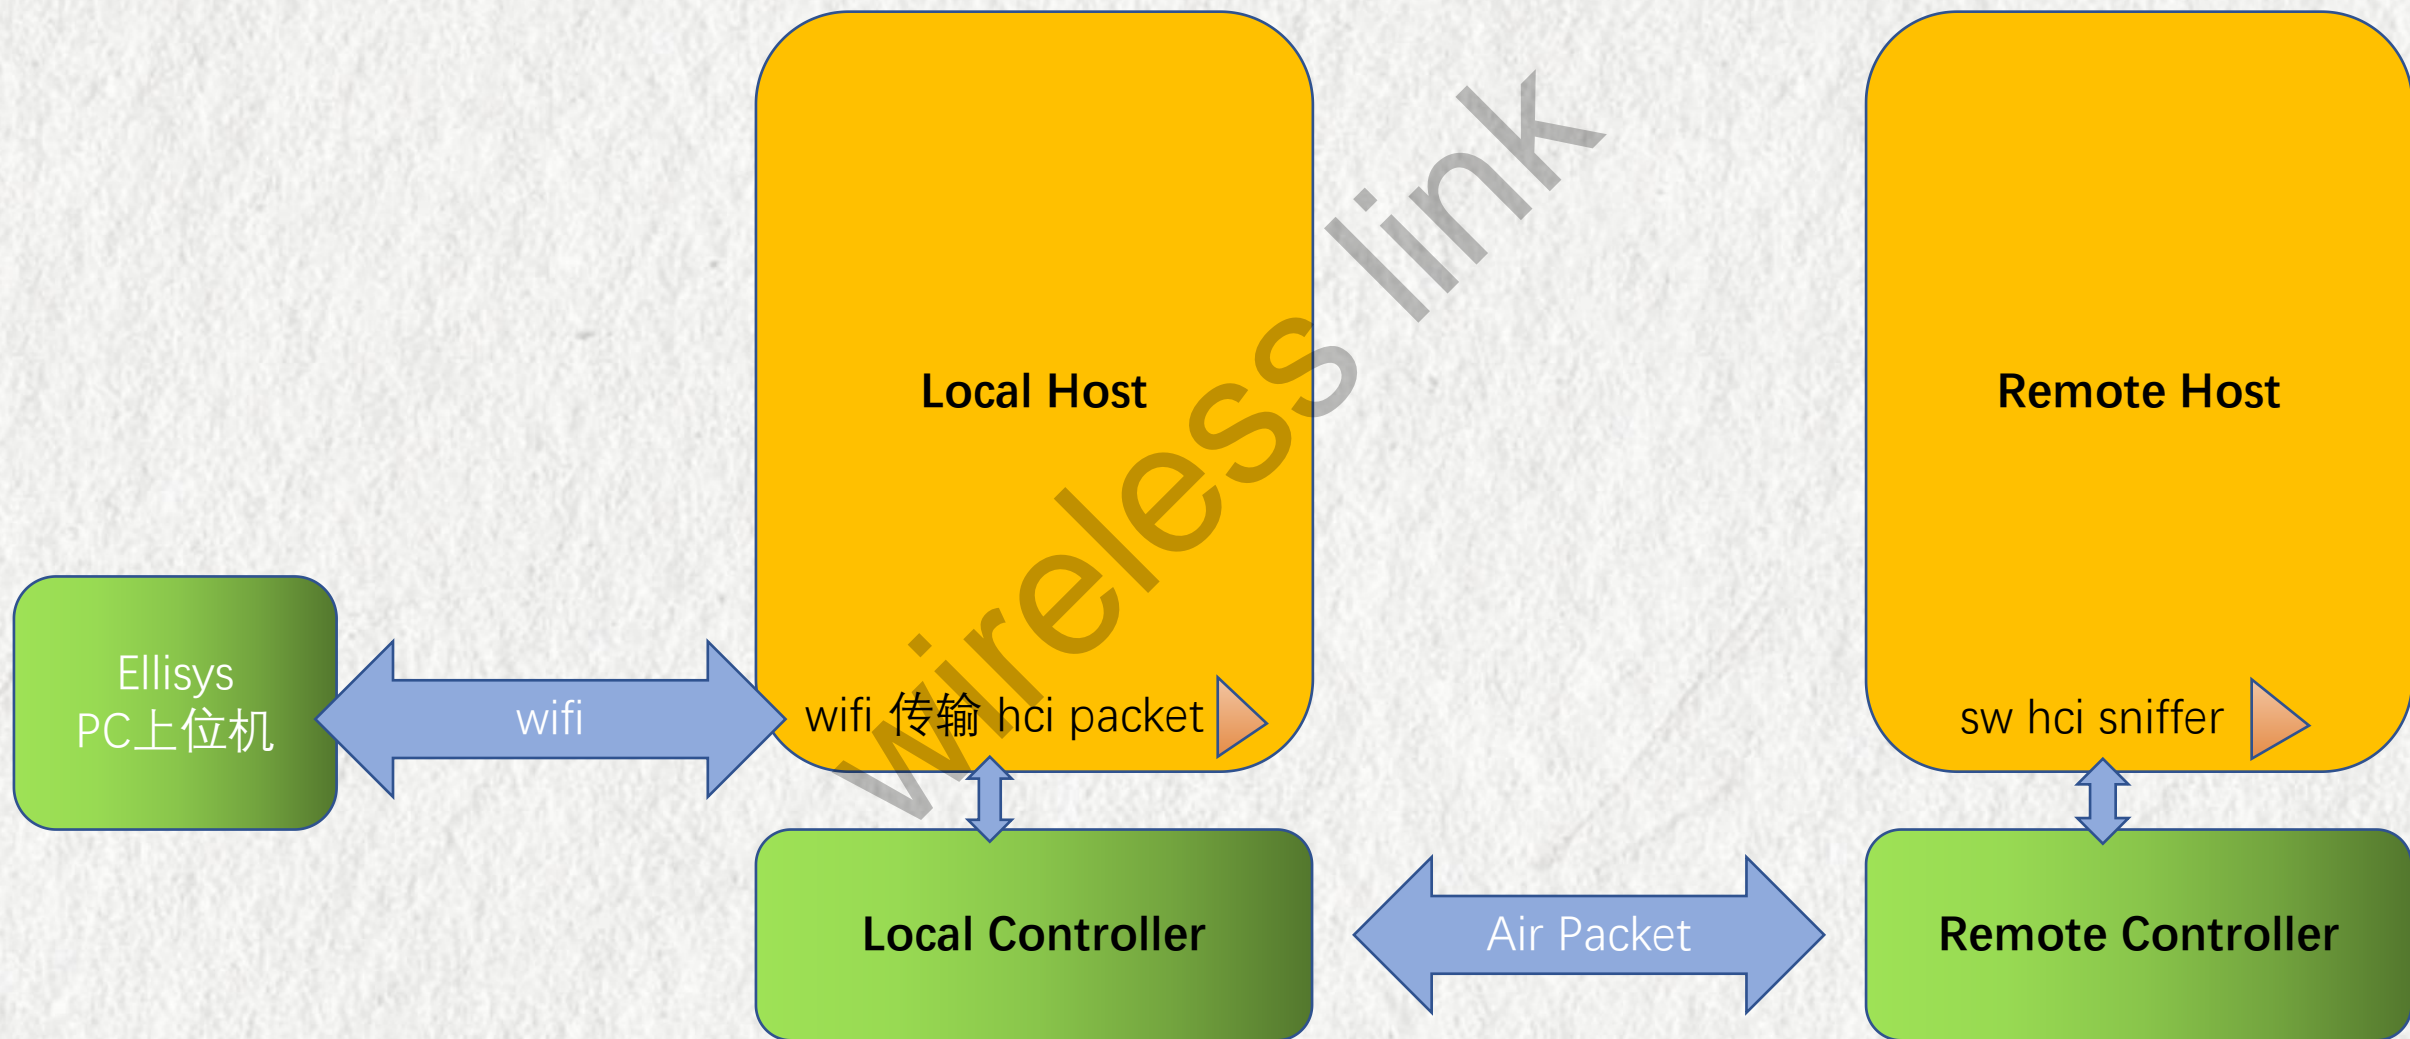 Local Host
Remote Host
Ellisys
PC上位机
wifi
wifi 传输 hci packet
sw hci sniffer
Local Controller
Air Packet
Remote Controller
wireless link